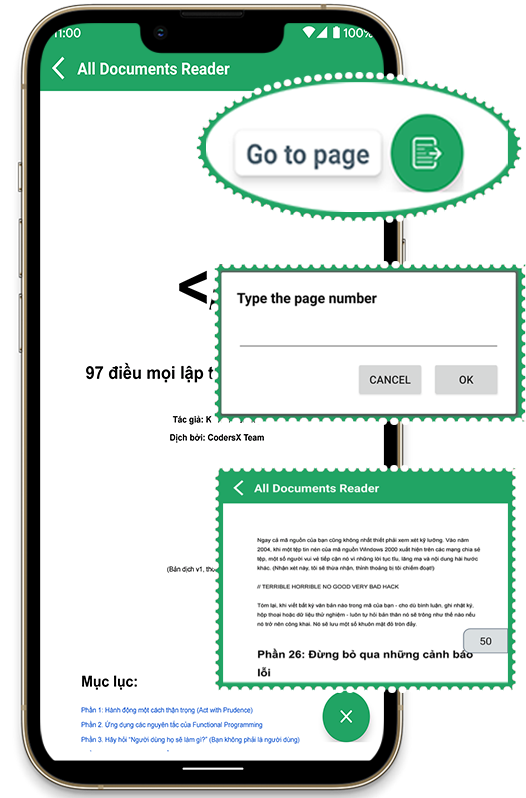 11:00
100%
All Documents Reader
Go to page
<
Type the page number
97 điều mọi lập t
CANCEL OK
Tác giả: K
Dịch bởi: CodersX Team
All Documents Reader
Ngay cả mã nguồn của bạn cũng không nhất thiết phải xem xét kỹ lưỡng. Vào năm
2004, khi một tệp tin nén của mã nguồn Windows 2000 xuất hiện trên các mạng chia sẻ
tệp, một số người vui vẻ tiếp cận nó vì những lời tục tĩu, lăng mạ và nội dung hài hước
khác. (Nhận xét này, tôi sẽ thừa nhận, thỉnh thoảng bị tôi chiếm đoạt!)
// TERRIBLE HORRIBLE NO GOOD VERY BAD HACK
Tóm lại, khi viết bất kỳ văn bản nào trong mã của bạn - cho dù bình luận, ghi nhật ký,
hộp thoại hoặc dữ liệu thử nghiệm - luôn tự hỏi bản thân nó sẽ trông như thế nào nếu
nó trở nên công khai. Nó sẽ lưu một số khuôn mặt đỏ tròn đầy.
50
Phần 26: Đừng bỏ qua những cảnh báo
lỗi
(Bản dịch v1,
Mục lục:
Phần 1: Hành động một cách thận trọng (Act with Prudence)
Phần 2. Ứng dụng các nguyên tắc của Functional Programming
Phần 3. Hãy hỏi "Người dùng họ sẽ làm gì?" (Bạn không phải là người dùng)